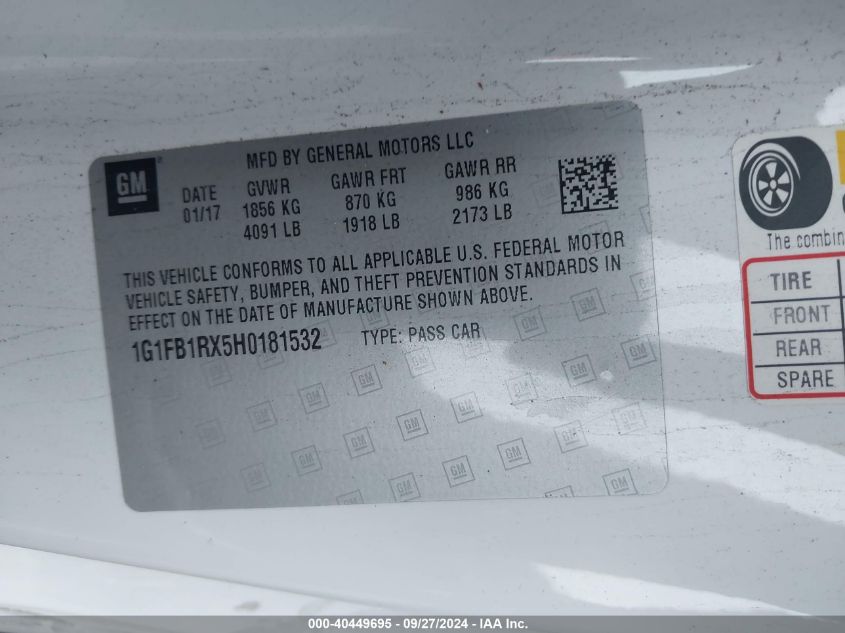 GM
MFD BY GENERAL MOTORS LLC
DATE GVWR GAWR FRT GAWR RR
01/17 1856 KG 870 KG 986 KG
4091 LB 1918 LB 2173 LB
THIS VEHICLE CONFORMS TO ALL APPLICABLE U.S. FEDERAL MOTOR
VEHICLE SAFETY, BUMPER, AND THEFT PREVENTION STANDARDS IN
EFFECT ON THE DATE OF MANUFACTURE SHOWN ABOVE.
1G1FB1RX5H0181532 TYPE: PASS CAR
The combin
TIRE
FRONT
REAR
SPARE
000-40449695 - 09/27/2024 - IAA Inc.